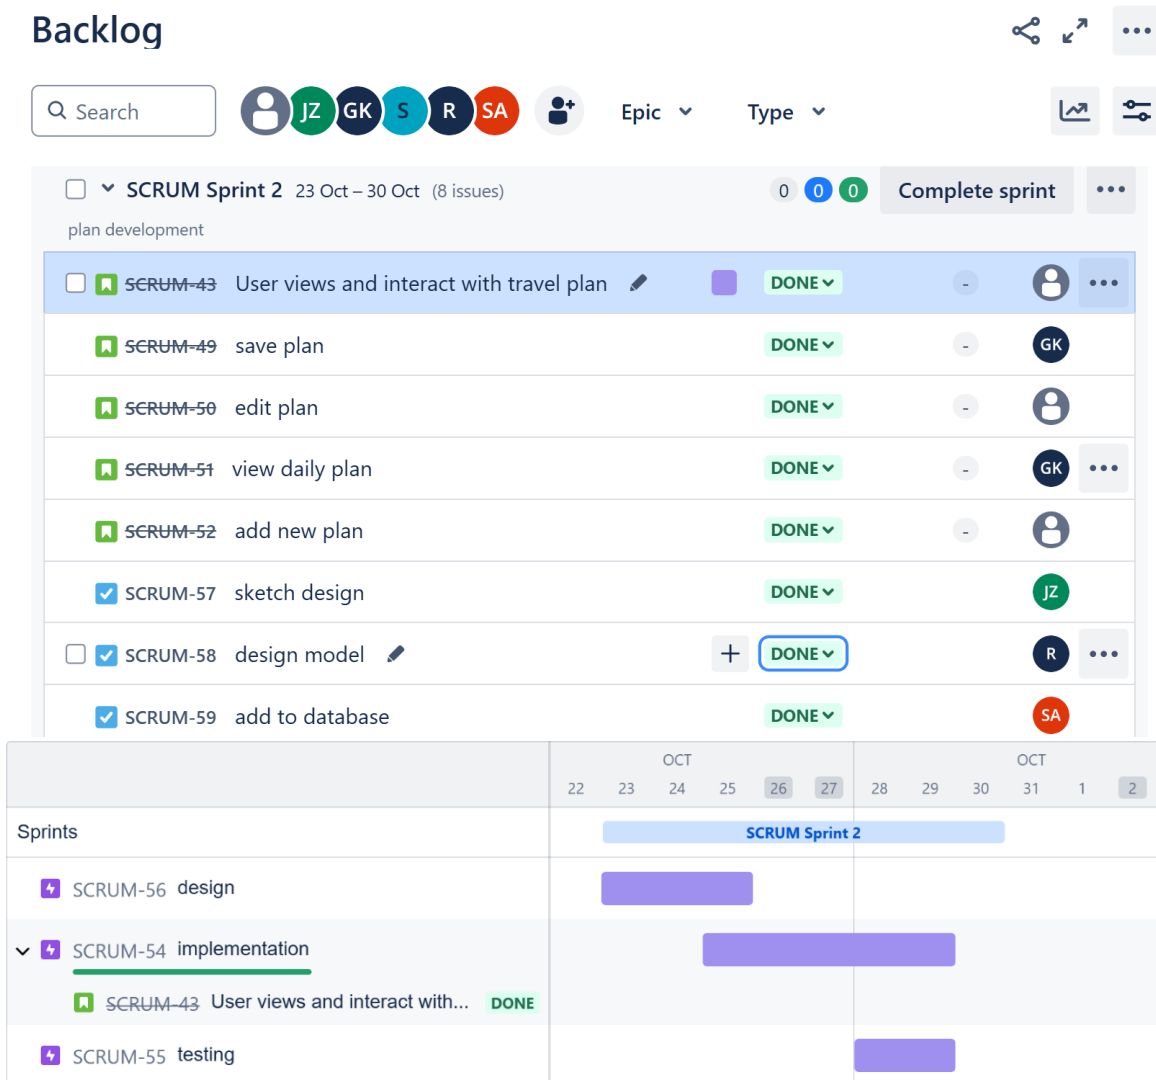 Backlog
Search JZ GK S R SA Epic Type
SCRUM Sprint 2 23 Oct – 30 Oct (8 issues) 0 0 0 Complete sprint
plan development
SCRUM-43 User views and interact with travel plan DONE -
SCRUM-49 save plan DONE - GK
SCRUM-50 edit plan DONE -
SCRUM-51 view daily plan DONE - GK
SCRUM-52 add new plan DONE -
SCRUM-57 sketch design DONE JZ
SCRUM-58 design model DONE R
SCRUM-59 add to database DONE SA
OCT OCT
22 23 24 25 26 27 28 29 30 31 1 2
Sprints SCRUM Sprint 2
SCRUM-56 design
SCRUM-54 implementation
SCRUM-43 User views and interact with... DONE
SCRUM-55 testing